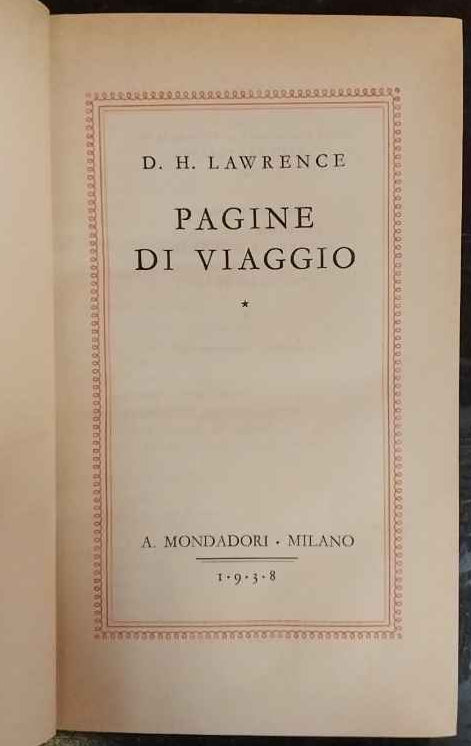 D. H. LAWRENCE
PAGINE
DI VIAGGIO
★
A. MONDADORI • MILANO
1•9•3•8